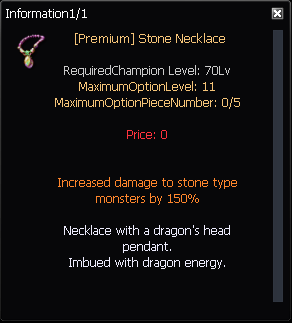 Information1/1
[Premium] Stone Necklace
RequiredChampion Level: 70Lv
MaximumOptionLevel: 11
MaximumOptionPieceNumber: 0/5
Price: 0
Increased damage to stone type
monsters by 150%
Necklace with a dragon's head
pendant.
Imbued with dragon energy.